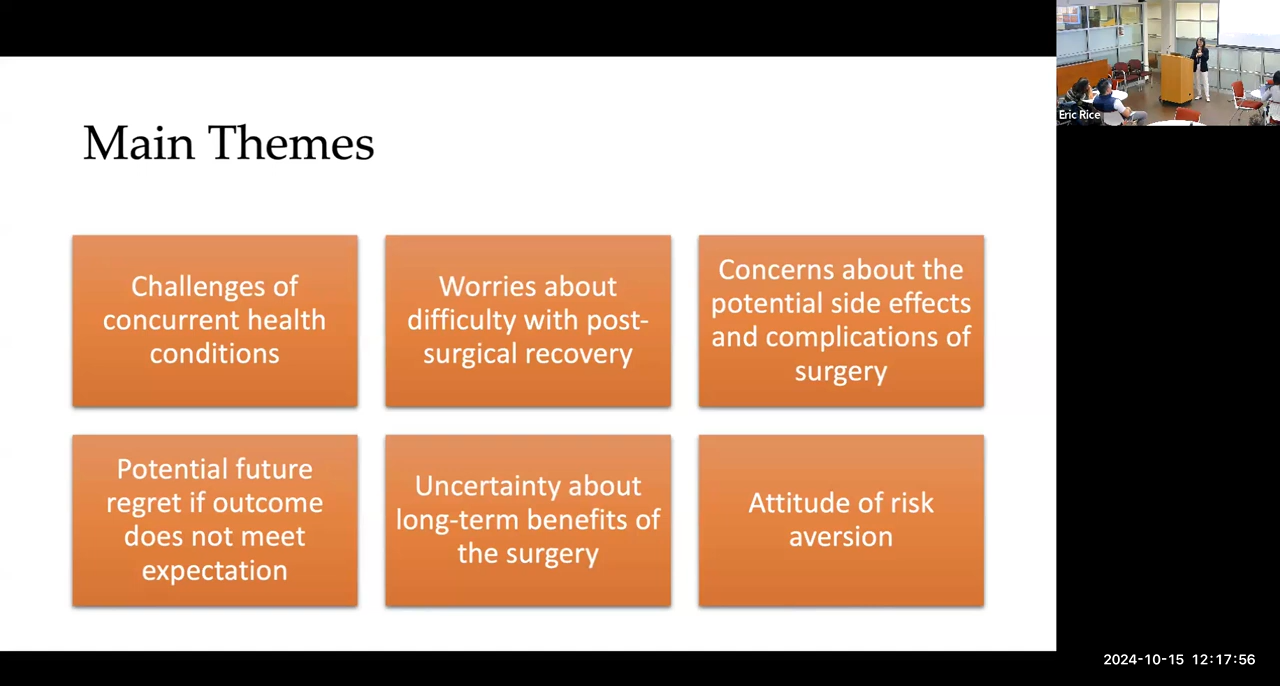 Main Themes
Challenges of
concurrent health
conditions
Worries about
difficulty with post-
surgical recovery
Concerns about the
potential side effects
and complications of
surgery
Potential future
regret if outcome
does not meet
expectation
Uncertainty about
long-term benefits of
the surgery
Attitude of risk
aversion
Eric Rice
2024-10-15 12:17:56